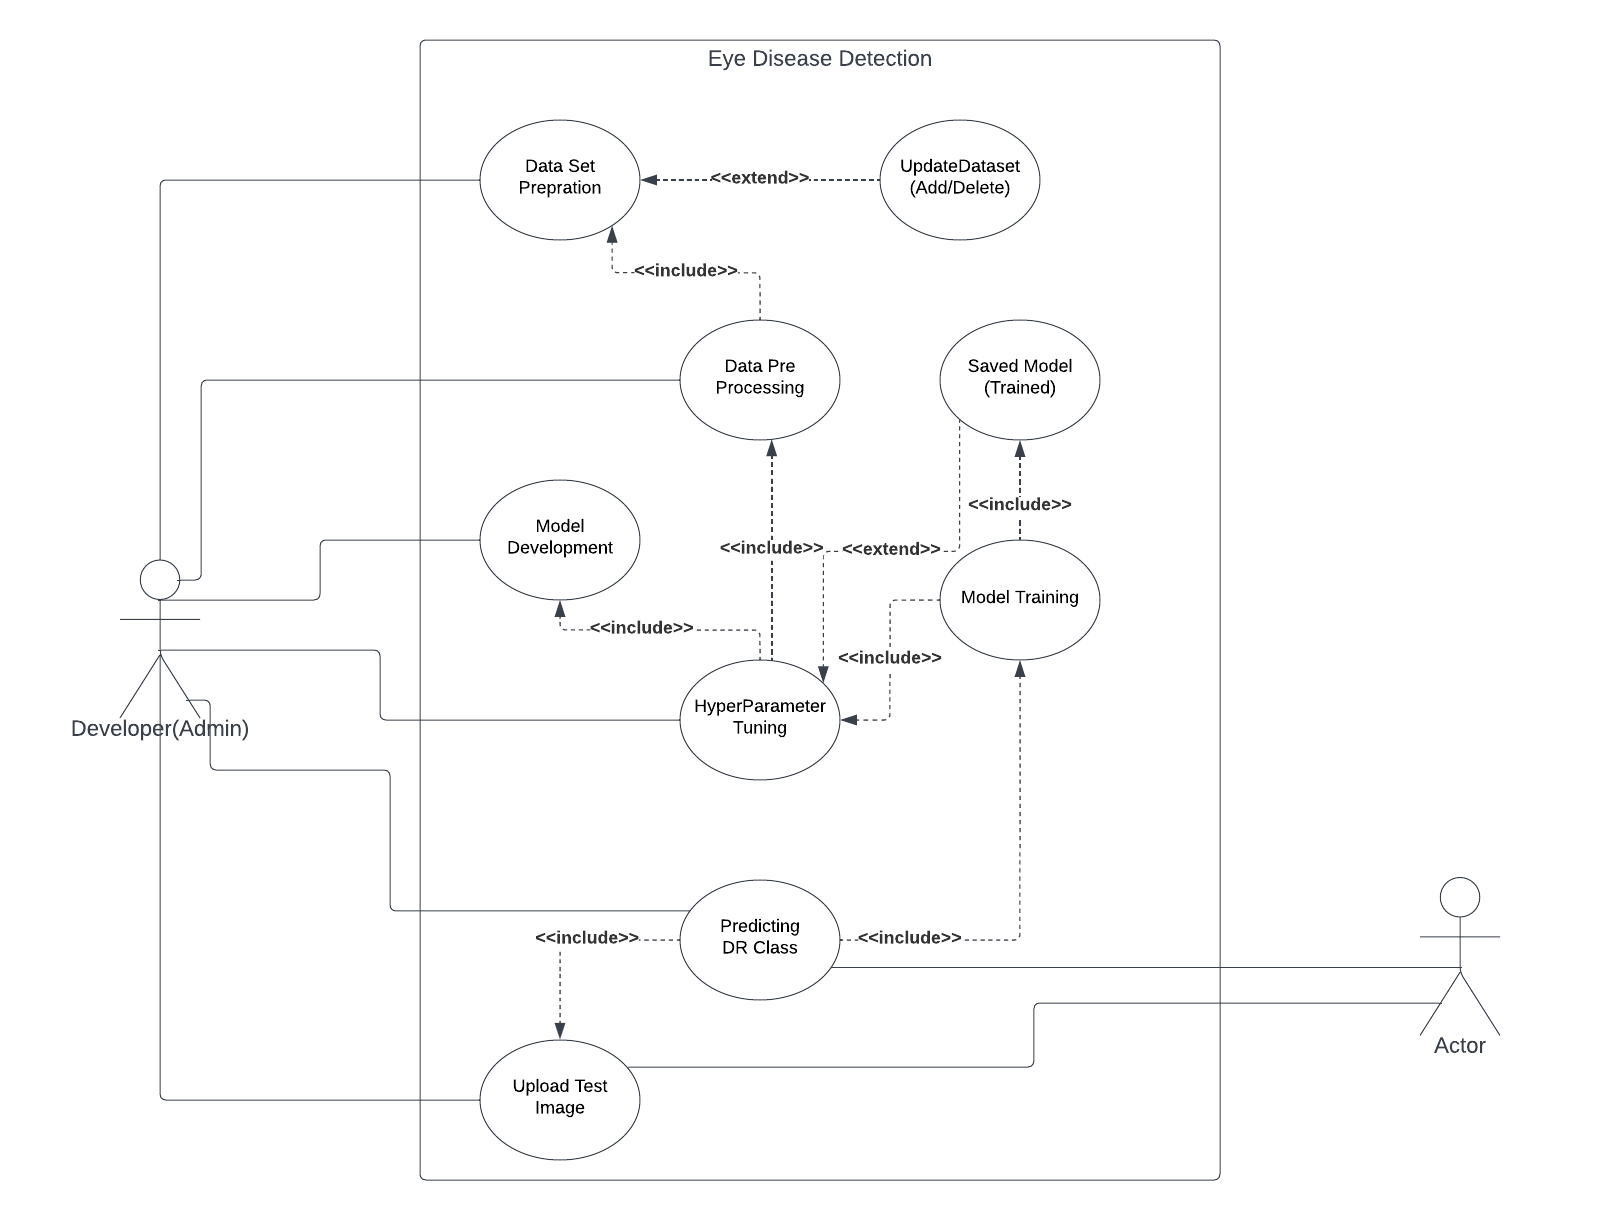 Eye Disease Detection
Data Set
Prepration
<<extend>>
UpdateDataset
(Add/Delete)
<<include>>
Data Pre
Processing
Saved Model
(Trained)
<<include>>
Model
Development
<<include>>
<<extend>>
Model Training
<<include>>
<<include>>
HyperParameter
Tuning
Developer(Admin)
Predicting
DR Class
<<include>>
<<include>>
Actor
Upload Test
Image